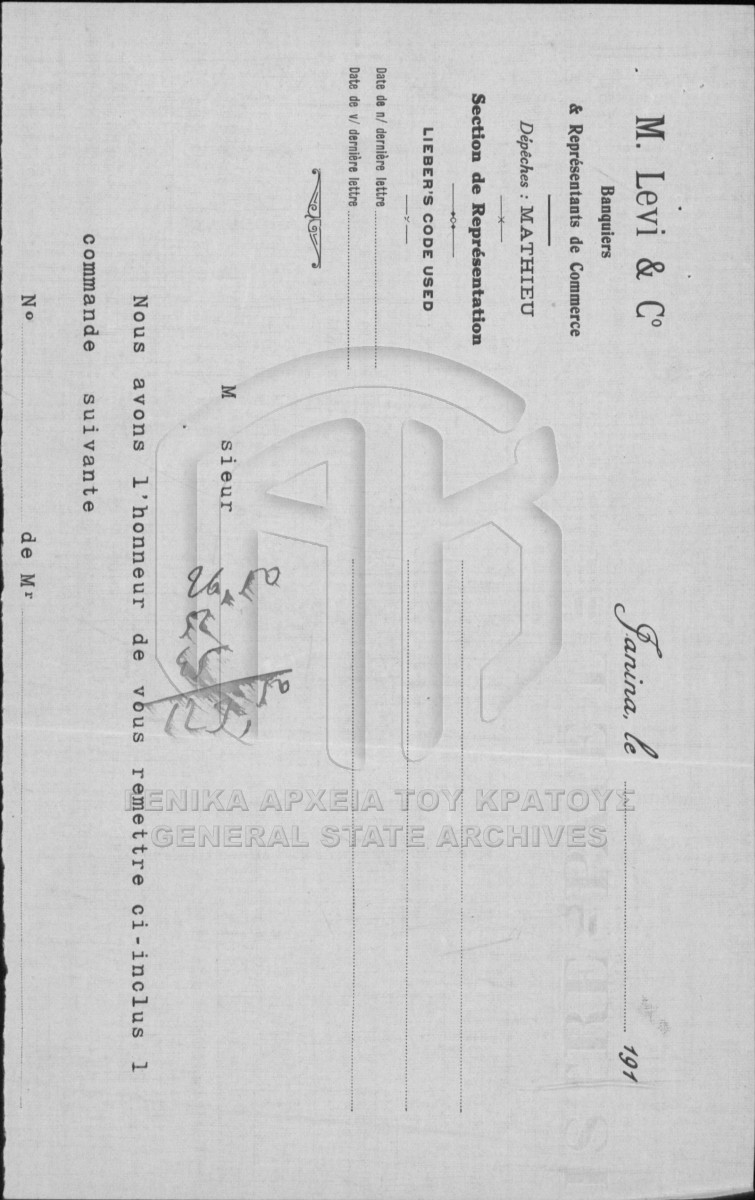 M. Levi & Cº
Banquiers
& Représentants de Commerce
Dépêches : MATHIEU
Section de Représentation
LIEBER'S CODE USED
Date de n/ dernière lettre
Date de v/ dernière lettre
Janina, le 191
M sieur
Nous avons l'honneur de vous remettre ci-inclus l
commande suivante
Nº de Mʳ
ΓΕΝΙΚΑ ΑΡΧΕΙΑ ΤΟΥ ΚΡΑΤΟΥΣ
GENERAL STATE ARCHIVES